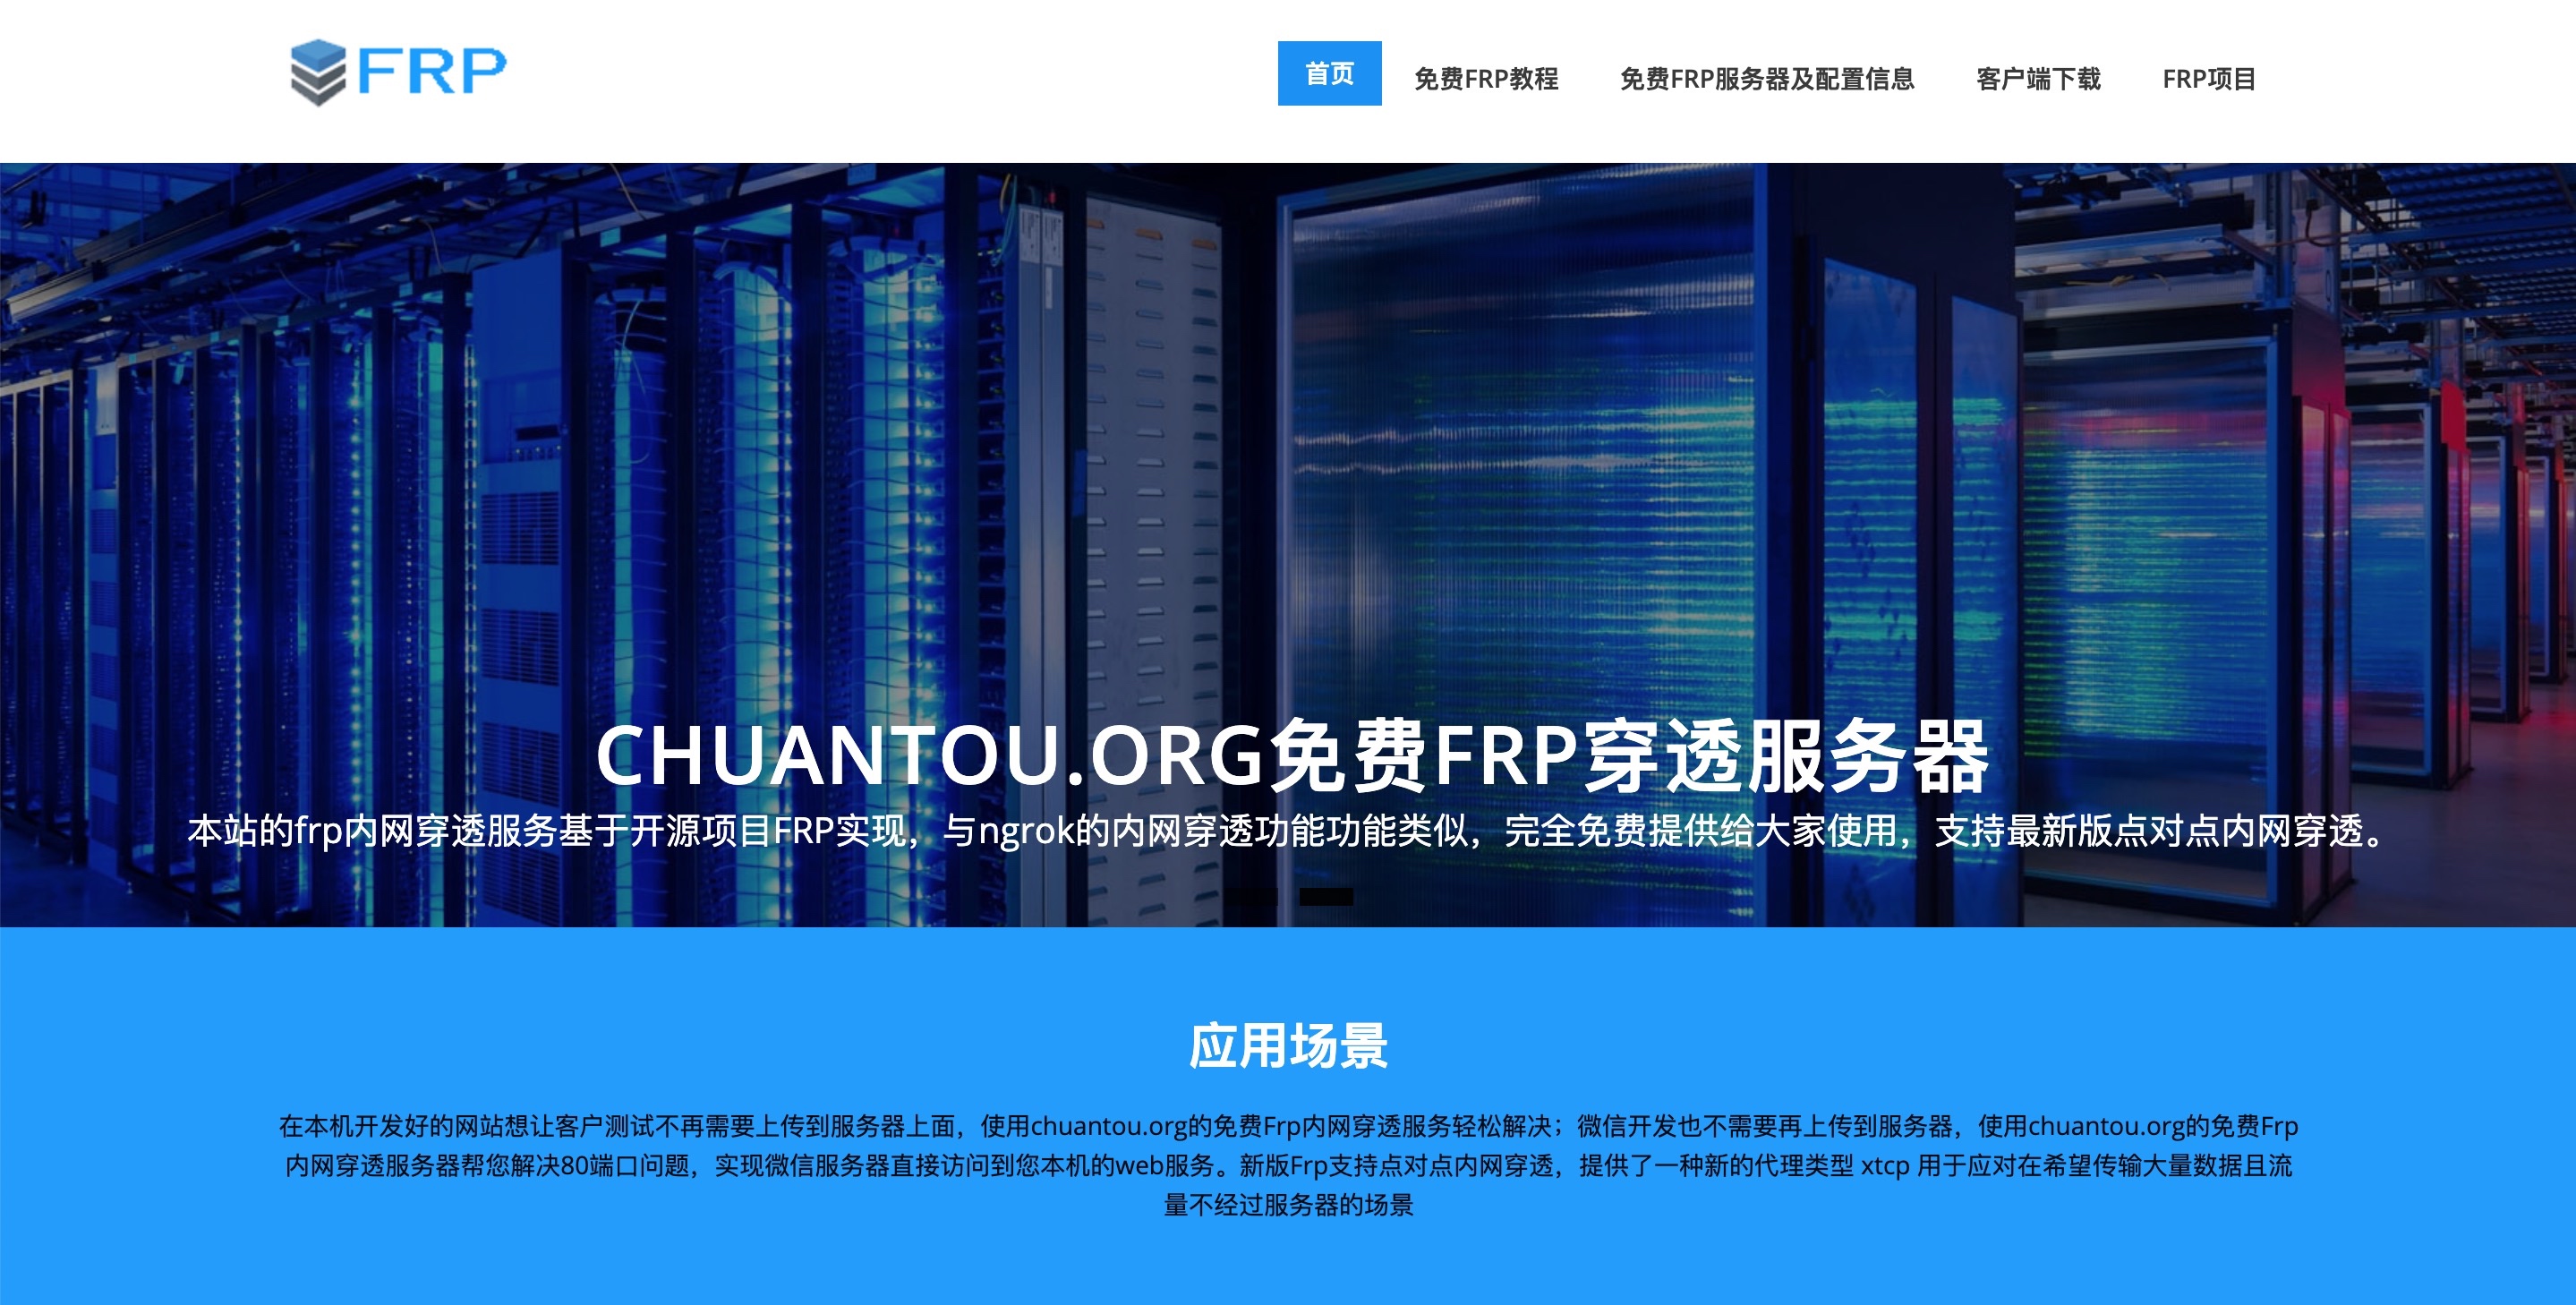 FRP
首页
免费FRP教程
免费FRP服务器及配置信息
客户端下载
FRP项目
CHUANTOU.ORG免费FRP穿透服务器
本站的frp内网穿透服务基于开源项目FRP实现，与ngrok的内网穿透功能功能类似，完全免费提供给大家使用，支持最新版点对点内网穿透。
应用场景
在本机开发好的网站想让客户测试不再需要上传到服务器上面，使用chuantou.org的免费Frp内网穿透服务轻松解决；微信开发也不需要再上传到服务器，使用chuantou.org的免费Frp
内网穿透服务器帮您解决80端口问题，实现微信服务器直接访问到您本机的web服务。新版Frp支持点对点内网穿透，提供了一种新的代理类型 xtcp 用于应对在希望传输大量数据且流
量不经过服务器的场景